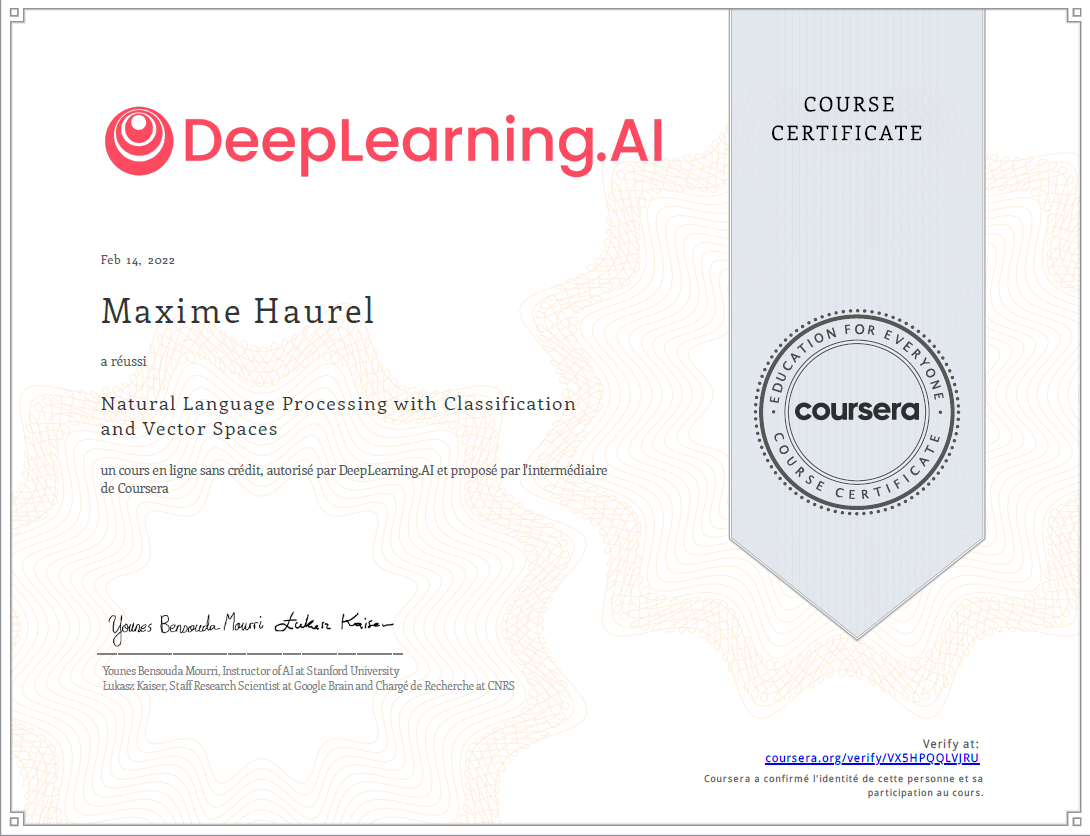 DeepLearning.AI
COURSE
CERTIFICATE
Feb 14, 2022
Maxime Haurel
a réussi
Natural Language Processing with Classification
and Vector Spaces
un cours en ligne sans crédit, autorisé par DeepLearning.AI et proposé par l'intermédiaire
de Coursera
EDUCATION FOR EVERYONE
coursera
COURSE CERTIFICATE
Younes Bensouda Mourri Łukasz Kaiser
Younes Bensouda Mourri, Instructor of AI at Stanford University
Łukasz Kaiser, Staff Research Scientist at Google Brain and Chargé de Recherche at CNRS
Verify at:
coursera.org/verify/VX5HPQQLVJRU
Coursera a confirmé l'identité de cette personne et sa
participation au cours.